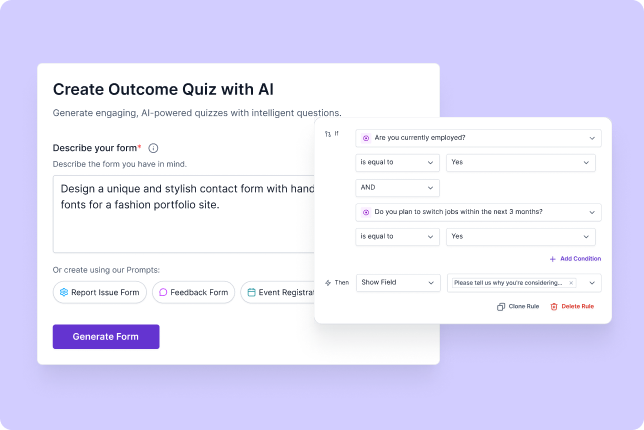 Create Outcome Quiz with AI
Generate engaging, AI-powered quizzes with intelligent questions.
Describe your form*
Describe the form you have in mind.
Design a unique and stylish contact form with hand
fonts for a fashion portfolio site.
Or create using our Prompts:
Report Issue Form
Feedback Form
Event Registrat
Generate Form
If
Are you currently employed?
is equal to
Yes
AND
Do you plan to switch jobs within the next 3 months?
is equal to
Yes
+ Add Condition
Then
Show Field
Please tell us why you're considering... ×
Clone Rule
Delete Rule